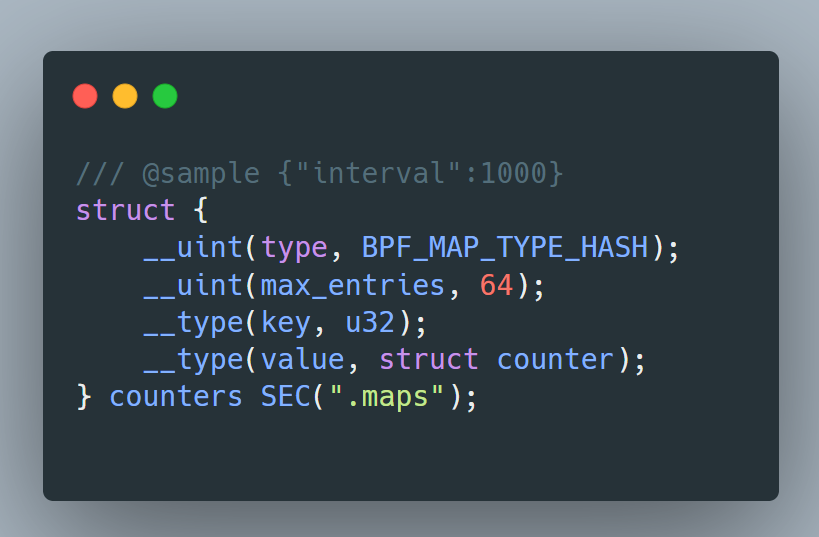 /// @sample {"interval":1000}
struct {
    __uint(type, BPF_MAP_TYPE_HASH);
    __uint(max_entries, 64);
    __type(key, u32);
    __type(value, struct counter);
} counters SEC(".maps");